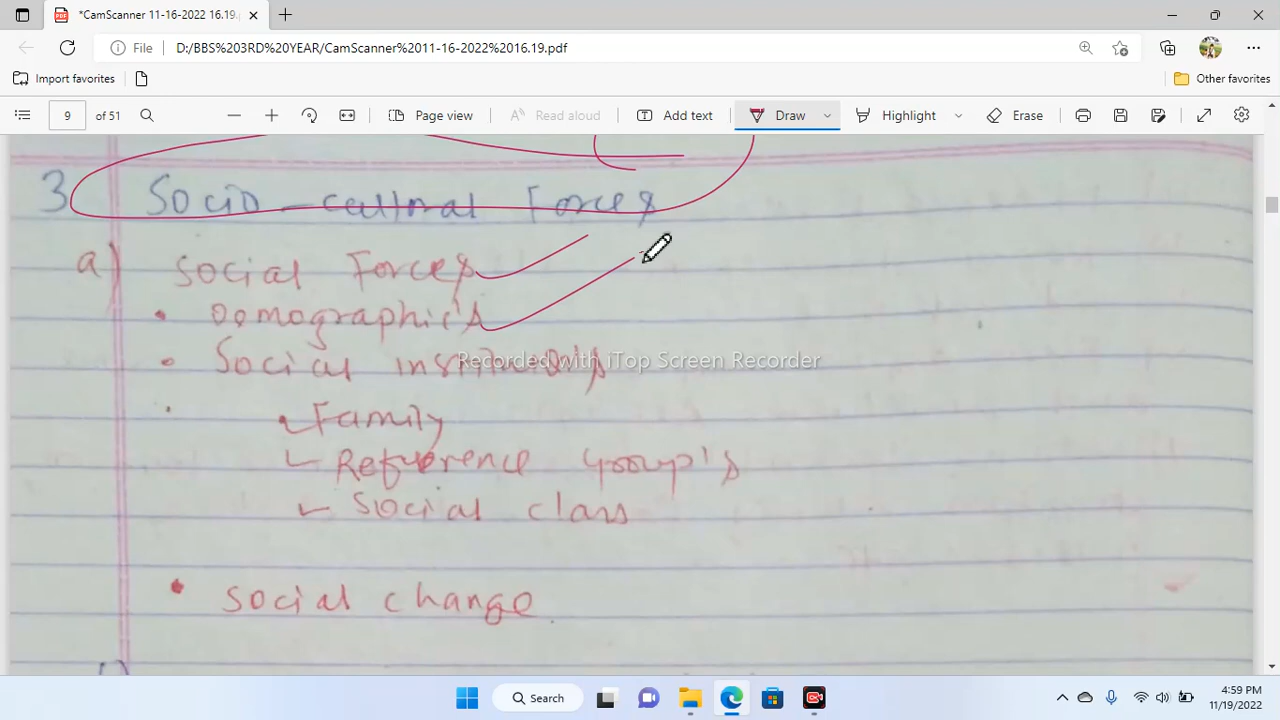 *CamScanner 11-16-2022 16.19.
File D:/BBS%203RD%20YEAR/CamScanner%2011-16-2022%2016.19.pdf
Import favorites Other favorites
9 of 51 Page view Read aloud Add text Draw Highlight Erase
3 Socio-cultural Forces
a) Social Forces
• Demographic's
• Social institution's
Recorded with iTop Screen Recorder
Family
Reference Group's
Social class
• Social change
Search
4:59 PM
11/19/2022